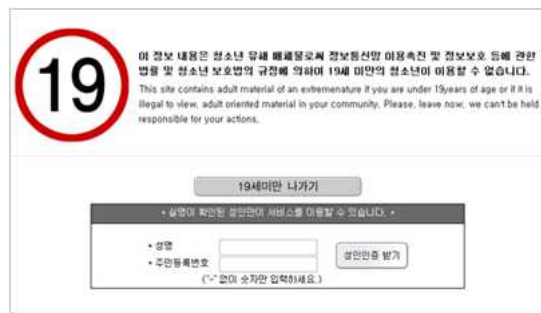 19
이 정보 내용은 청소년 유해 매체물로써 정보통신망 이용촉진 및 정보보호 등에 관한
법률 및 청소년 보호법의 규정에 의하여 19세 미만의 청소년이 이용할 수 없습니다.
This site contains adult material of an extremenature if you are under 19years of age or if it is
illegal to view, adult oriented material in your community, Please, leave now, we can't be held
responsible for your actions,
19세미만 나가기
• 실명이 확인된 성인만이 서비스를 이용할 수 있습니다. •
• 성명
• 주민등록번호
성인인증 받기
("-" 없이 숫자만 입력하세요.)